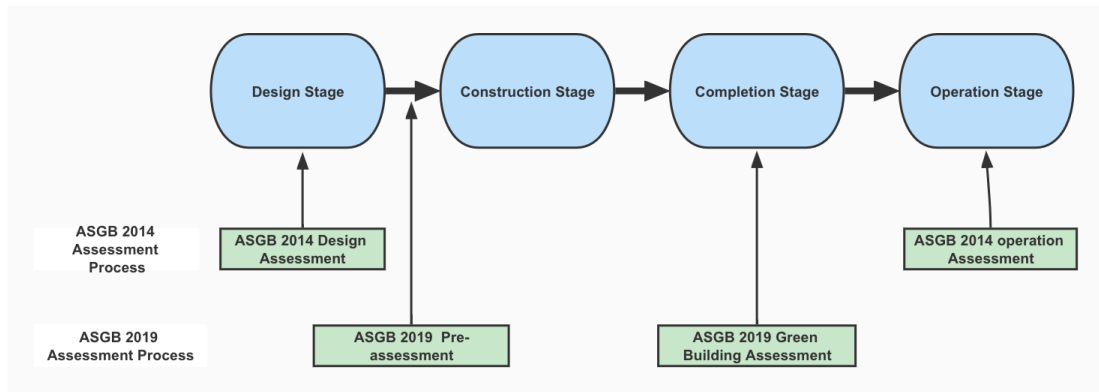 Design Stage
Construction Stage
Completion Stage
Operation Stage
ASGB 2014
Assessment
Process
ASGB 2014 Design
Assessment
ASGB 2014 operation
Assessment
ASGB 2019
Assessment Process
ASGB 2019  Pre-
assessment
ASGB 2019 Green
Building Assessment